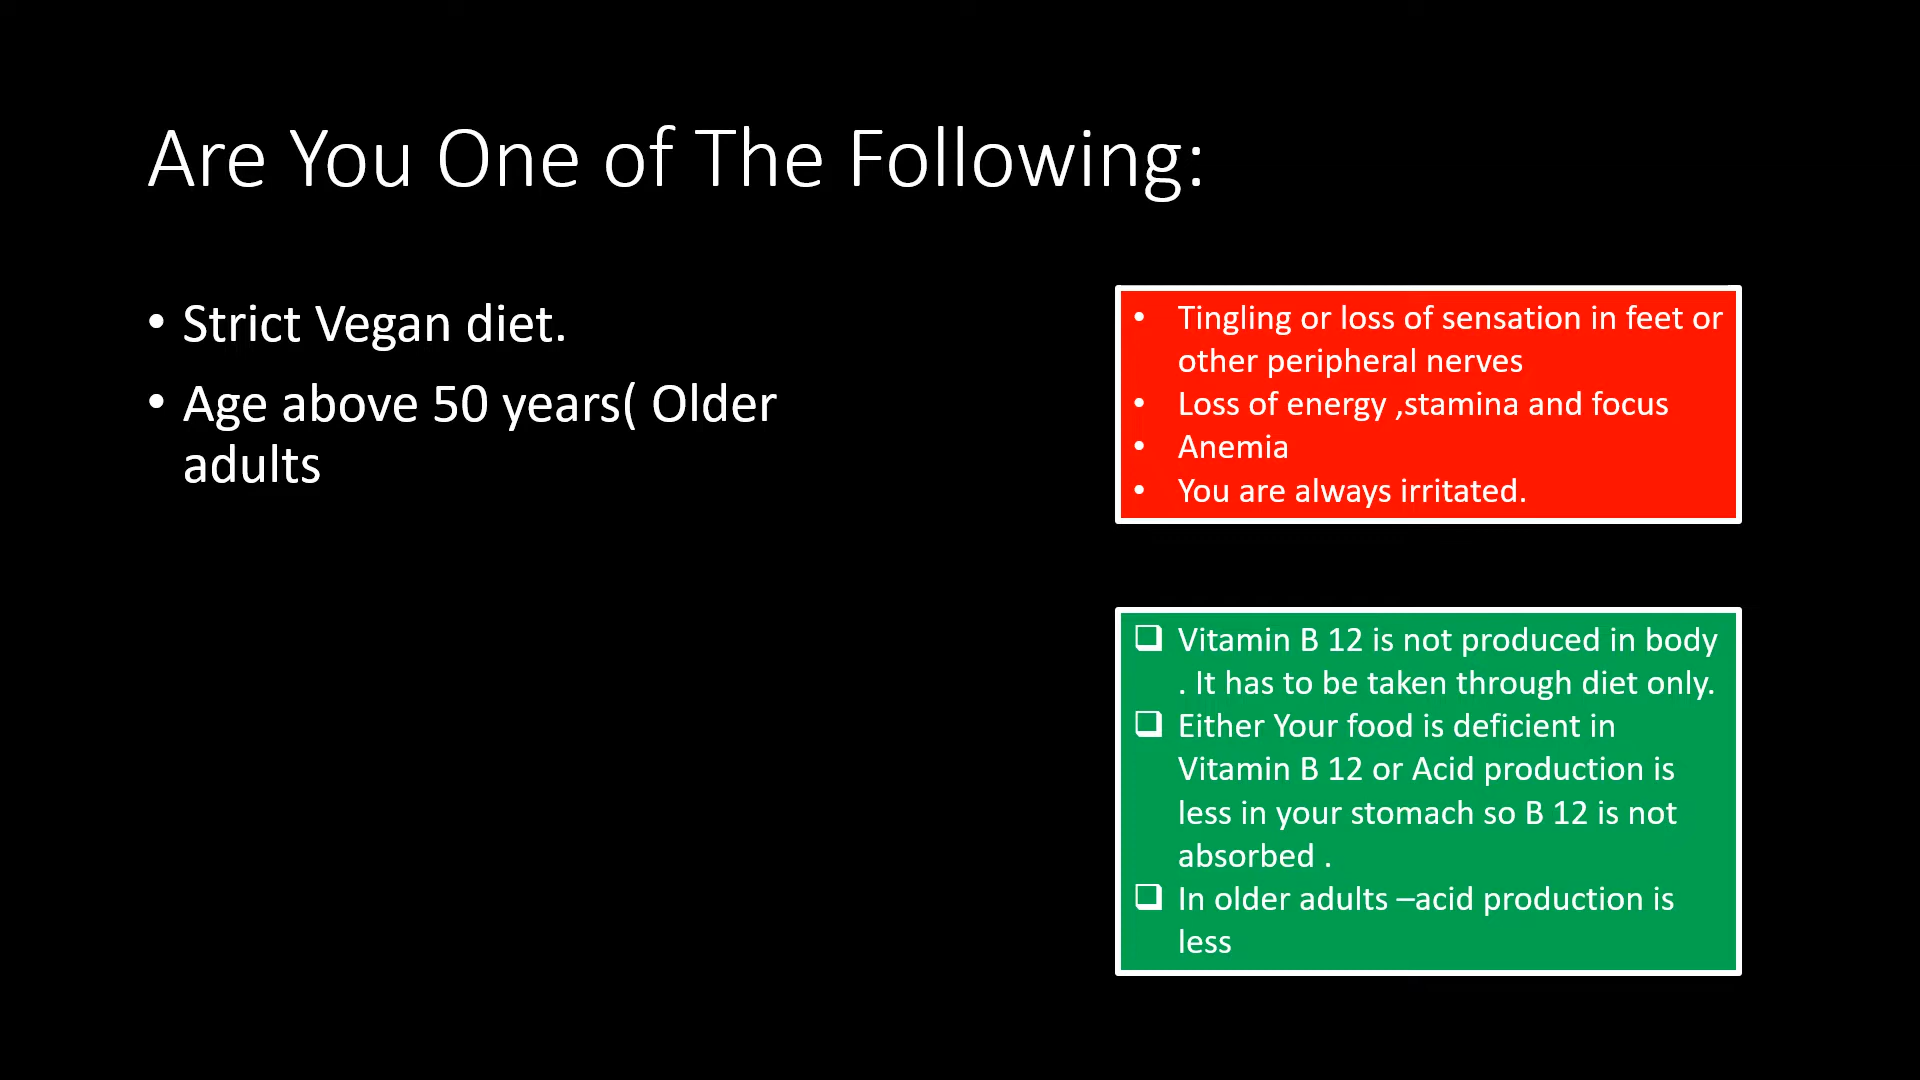 Are You One of The Following:
• Strict Vegan diet.
• Age above 50 years( Older
adults
• Tingling or loss of sensation in feet or
other peripheral nerves
• Loss of energy ,stamina and focus
• Anemia
• You are always irritated.
❑ Vitamin B 12 is not produced in body
. It has to be taken through diet only.
❑ Either Your food is deficient in
Vitamin B 12 or Acid production is
less in your stomach so B 12 is not
absorbed .
❑ In older adults –acid production is
less